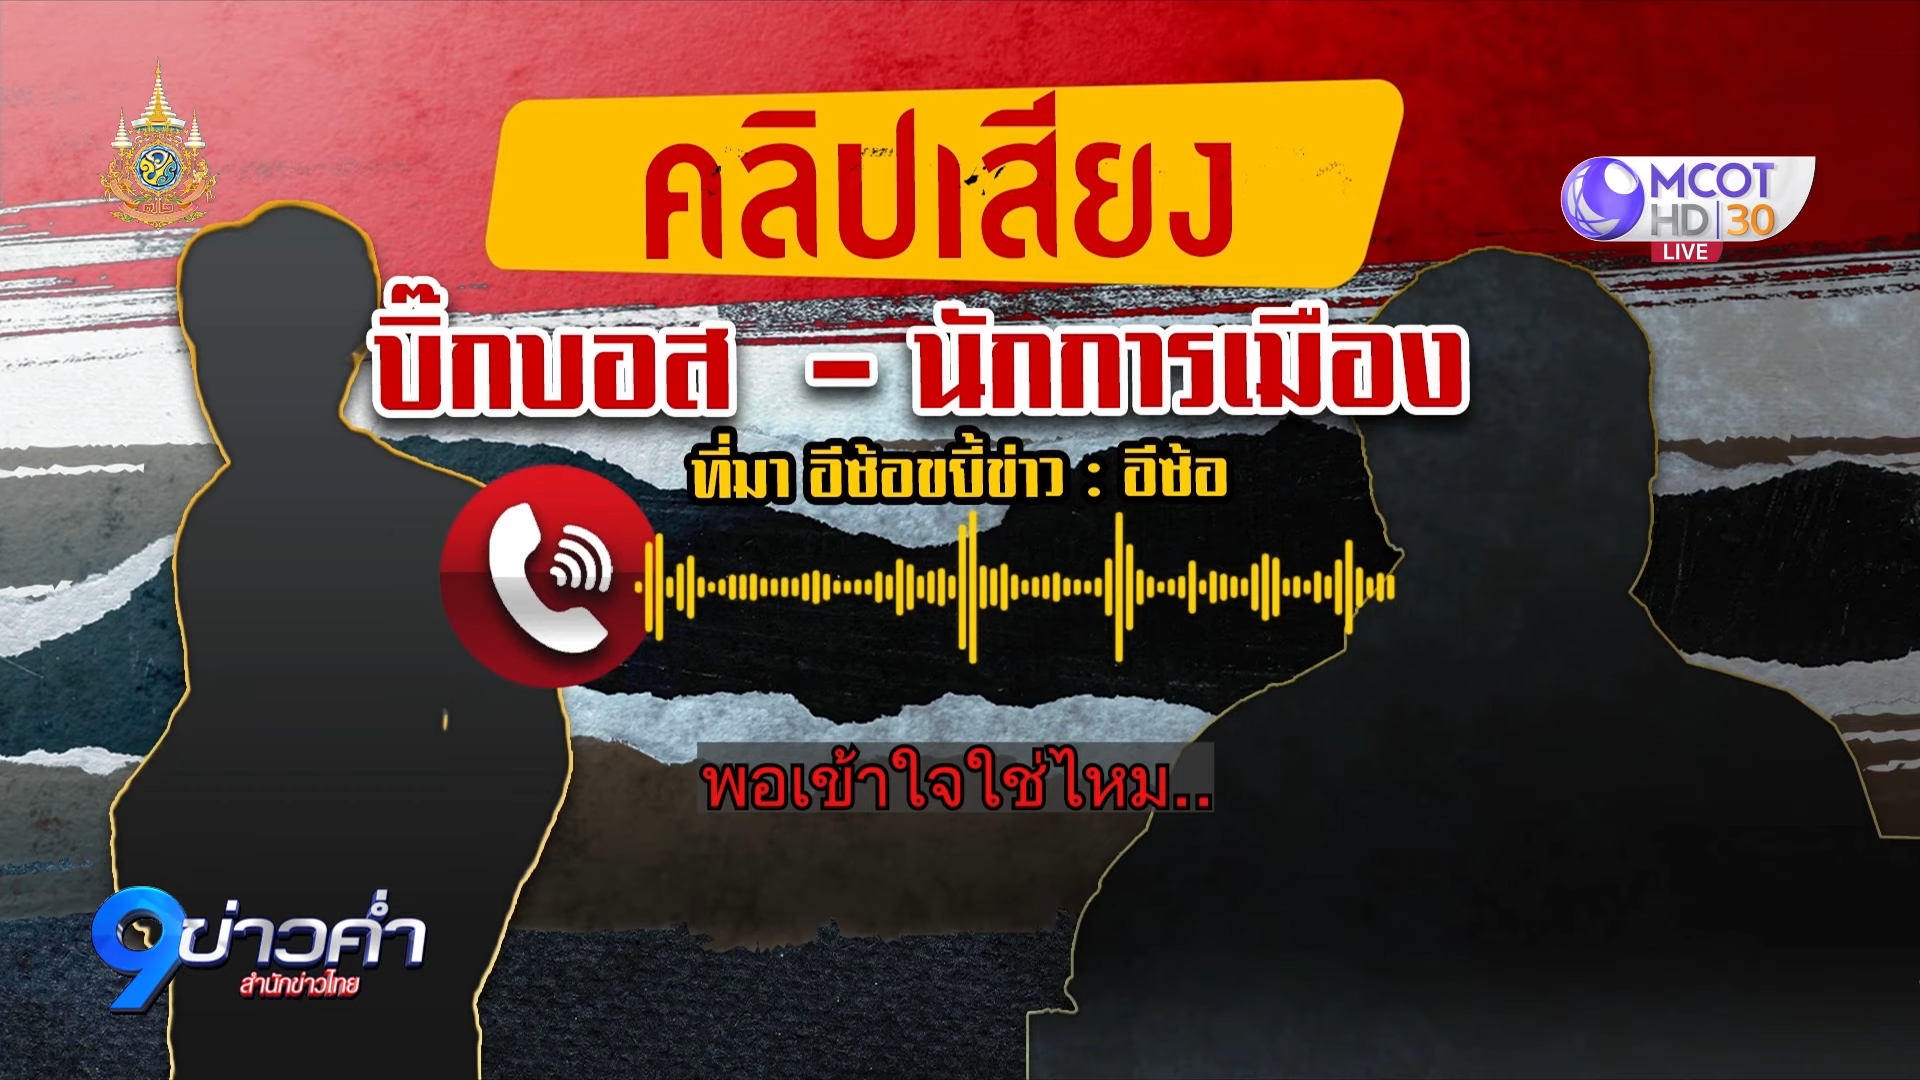 คลิปเสียง
MCOT
HD 30
LIVE
บิ๊กบอส - นักการเมือง
ที่มา อีซ้อขยี้ข่าว : อีซ้อ
พอเข้าใจใช่ไหม..
9ข่าวค่ำ
สำนักข่าวไทย